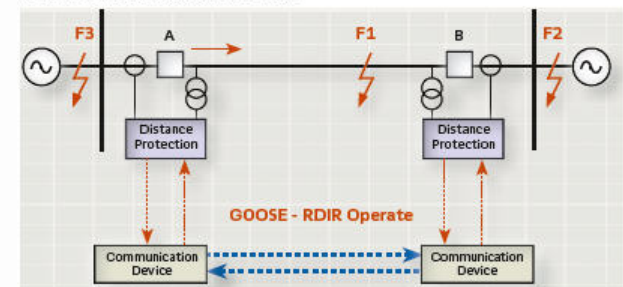 F3
A
F1
B
F2
Distance
Protection
Distance
Protection
GOOSE - RDIR Operate
Communication
Device
Communication
Device